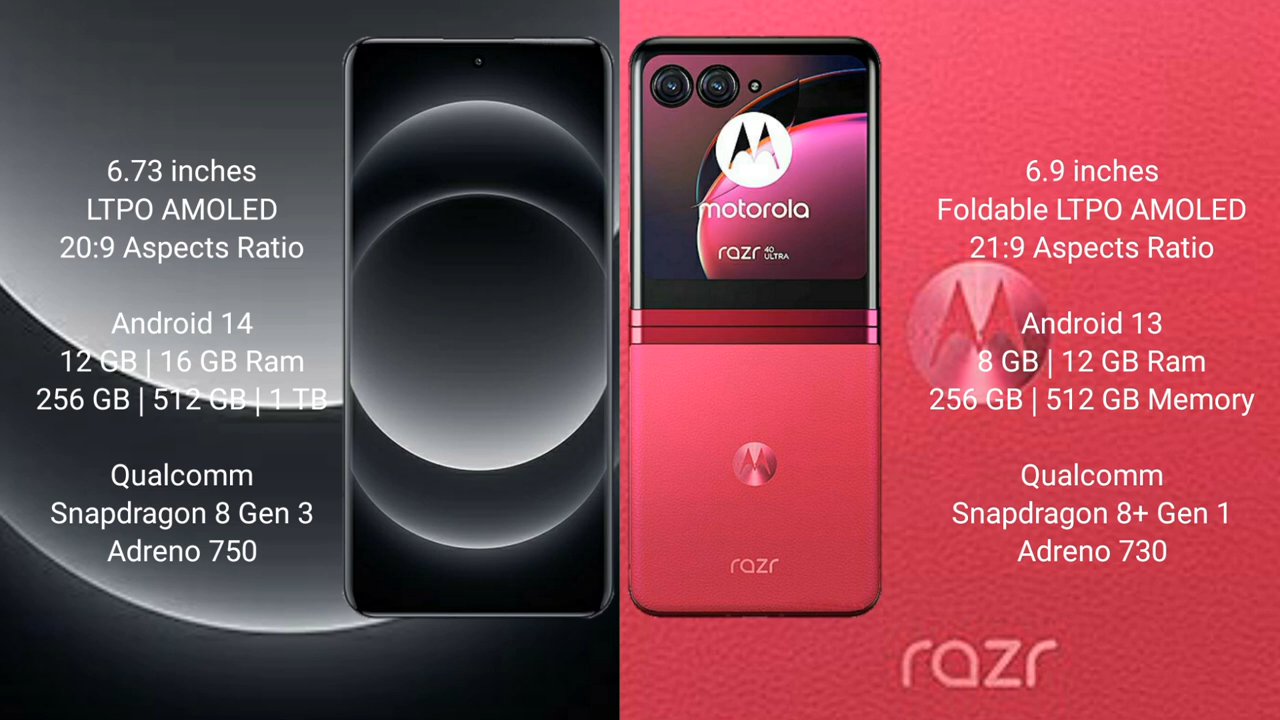 6.73 inches
LTPO AMOLED
20:9 Aspects Ratio
Android 14
12 GB | 16 GB Ram
256 GB | 512 GB | 1 TB
Qualcomm
Snapdragon 8 Gen 3
Adreno 750
motorola
razr 40 ULTRA
razr
6.9 inches
Foldable LTPO AMOLED
21:9 Aspects Ratio
Android 13
8 GB | 12 GB Ram
256 GB | 512 GB Memory
Qualcomm
Snapdragon 8+ Gen 1
Adreno 730
razr